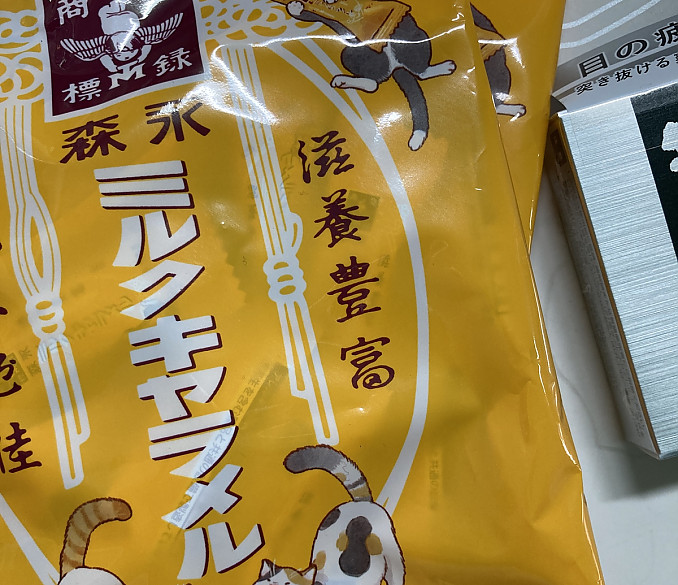 商
標 録
森永
ミルクキャラメル
滋養豊富
目の疲
突き抜ける